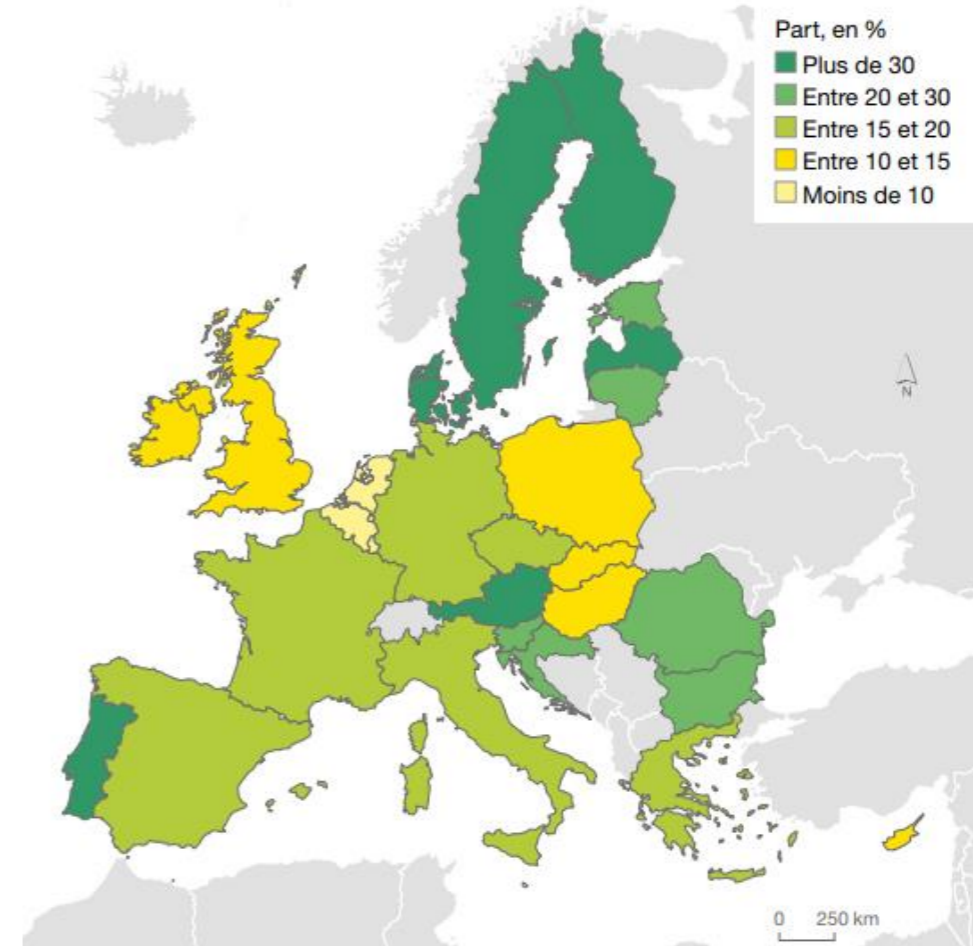 Part, en %
Plus de 30
Entre 20 et 30
Entre 15 et 20
Entre 10 et 15
Moins de 10
N
0 250 km